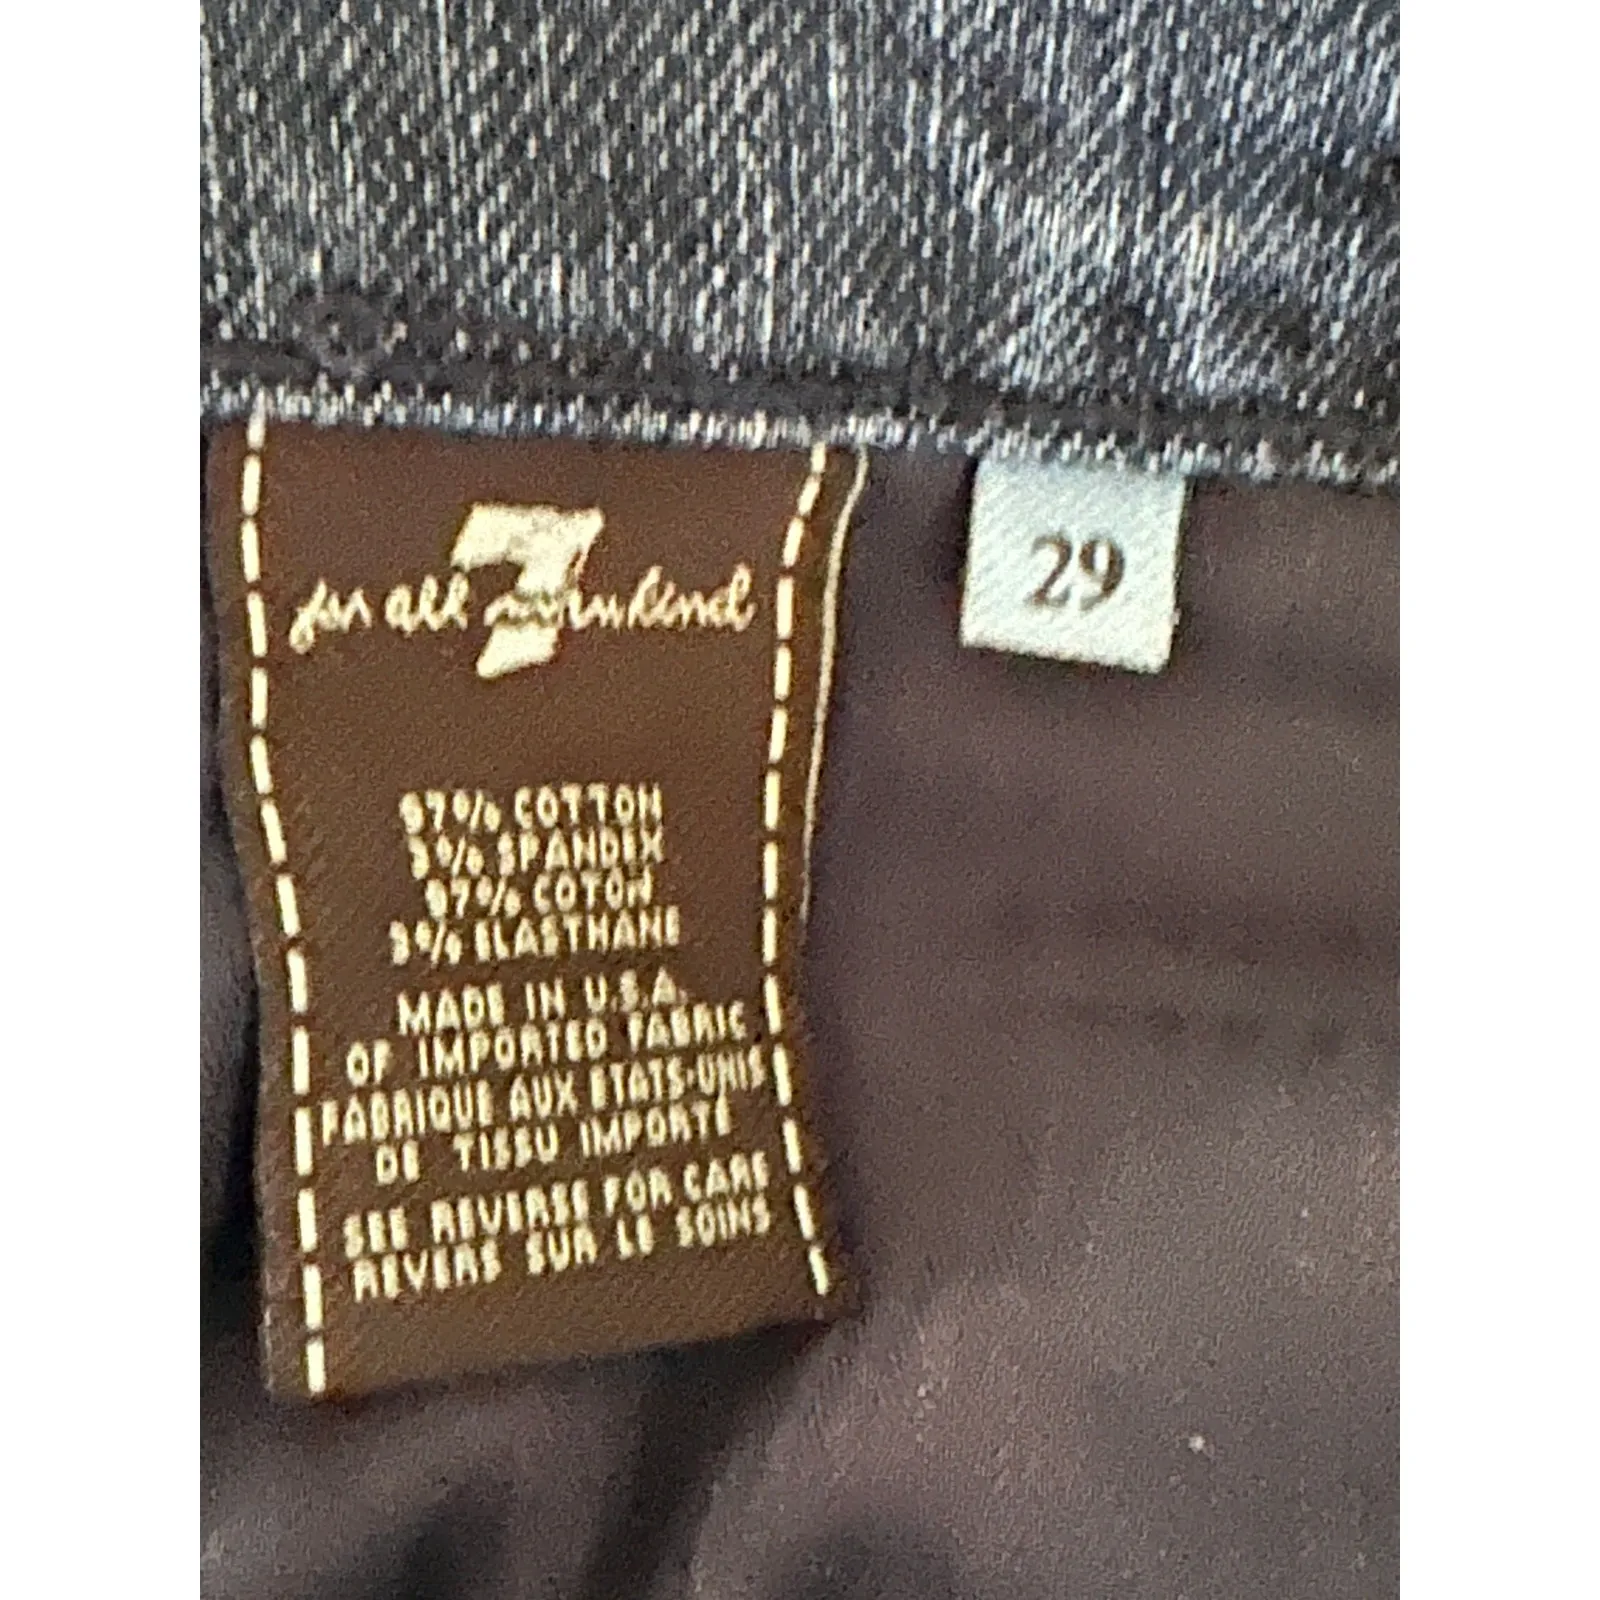 7
for all mankind
29
97% COTTON
3% SPANDEX
97% COTON
3% ELASTHANE
MADE IN U.S.A.
OF IMPORTED FABRIC
FABRIQUE AUX ETATS-UNIS
DE TISSU IMPORTÉ
SEE REVERSE FOR CARE
REVERS SUR LE SOINS